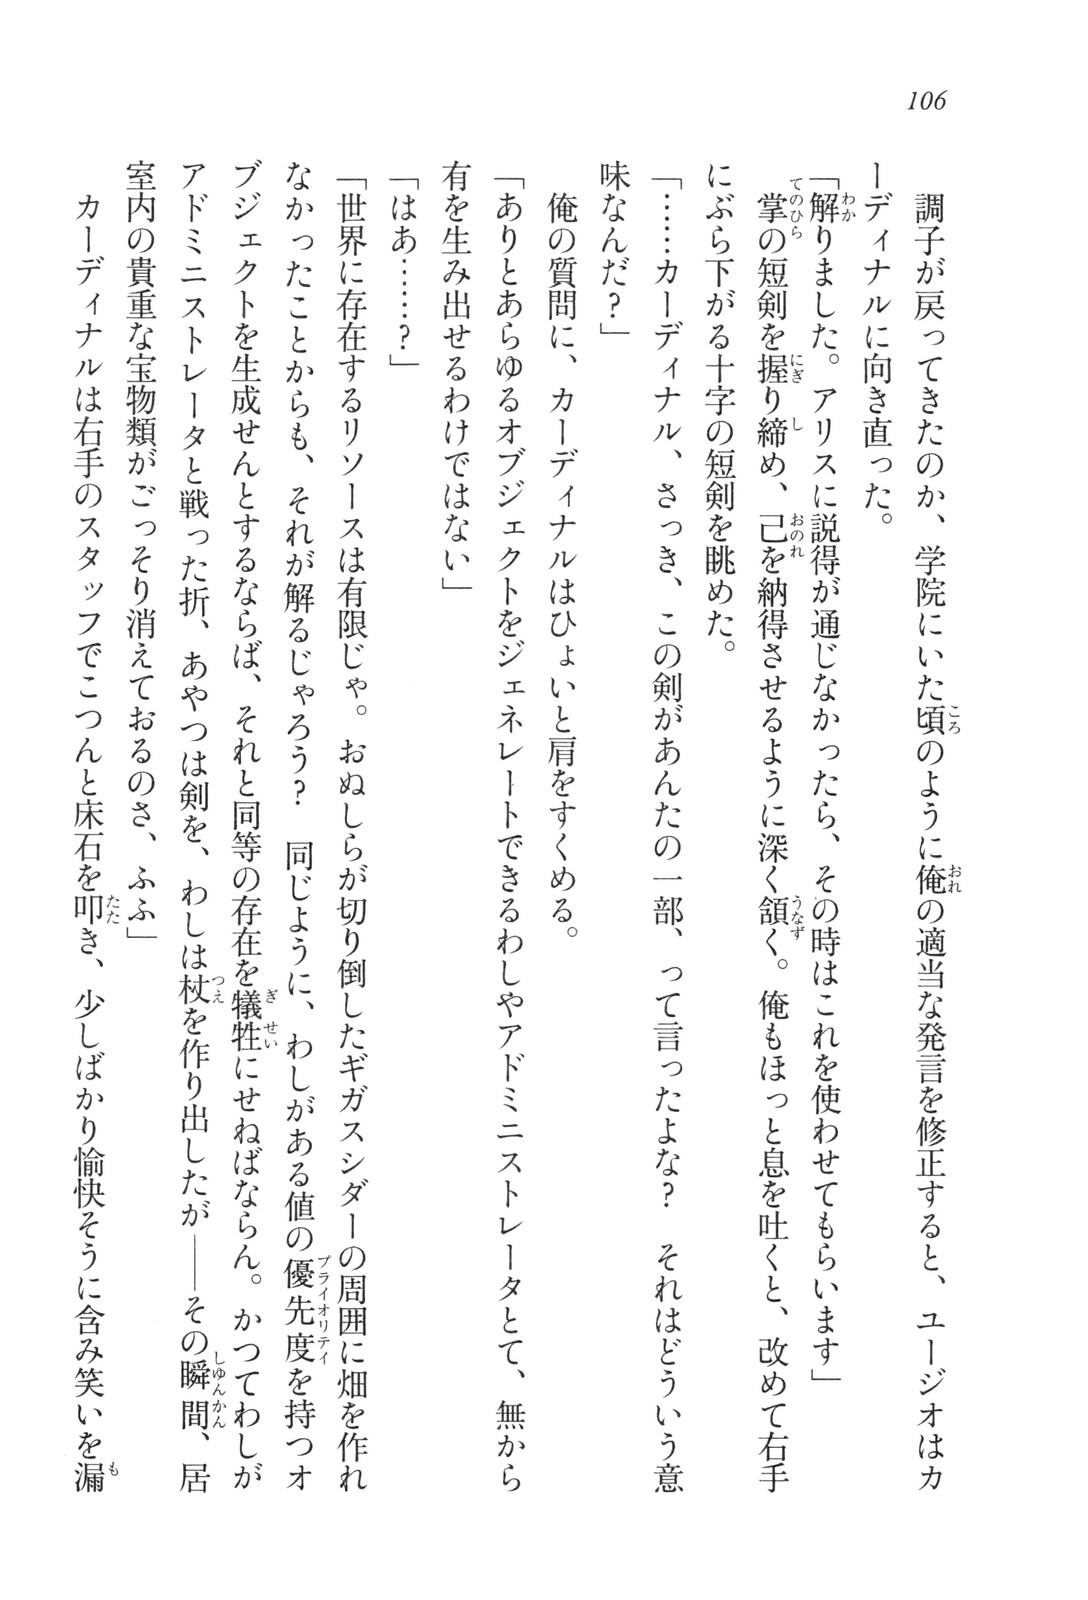 106
調子が戻ってきたのか、学院にいた頃のように俺の適当な発言を修正すると、ユージオはカ
ーディナルに向き直った。
「解りました。アリスに説得が通じなかったら、その時はこれを使わせてもらいます」
掌の短剣を握り締め、己を納得させるように深く頷く。俺もほっと息を吐くと、改めて右手
にぶら下がる十字の短剣を眺めた。
「……カーディナル、さっき、この剣があんたの一部、って言ったよな？　それはどういう意
味なんだ？」
俺の質問に、カーディナルはひょいと肩をすくめる。
「ありとあらゆるオブジェクトをジェネレートできるわしやアドミニストレータとて、無から
有を生み出せるわけではない」
「はあ……？」
「世界に存在するリソースは有限じゃ。おぬしらが切り倒したギガスシダーの周囲に畑を作れ
なかったことからも、それが解るじゃろう？　同じように、わしがある値の優先度を持つオ
ブジェクトを生成せんとするならば、それと同等の存在を犠牲にせねばならん。かつてわしが
アドミニストレータと戦った折、あやつは剣を、わしは杖を作り出したが――その瞬間、居
室内の貴重な宝物類がごっそり消えておるのさ、ふふ」
カーディナルは右手のスタッフでこつんと床石を叩き、少しばかり愉快そうに含み笑いを漏